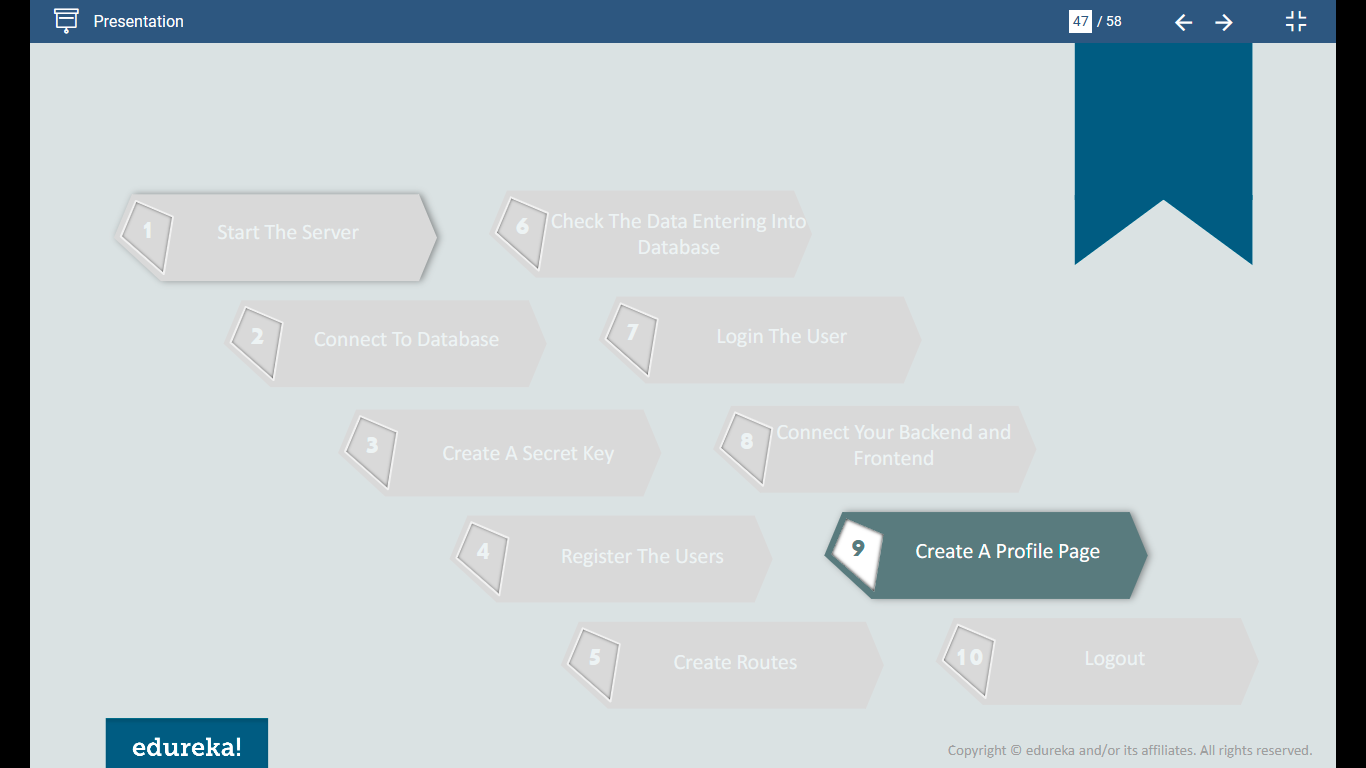 Presentation
47 / 58
1
Start The Server
2
Connect To Database
3
Create A Secret Key
4
Register The Users
5
Create Routes
6
Check The Data Entering Into
Database
7
Login The User
8
Connect Your Backend and
Frontend
9
Create A Profile Page
10
Logout
edureka!
Copyright © edureka and/or its affiliates. All rights reserved.